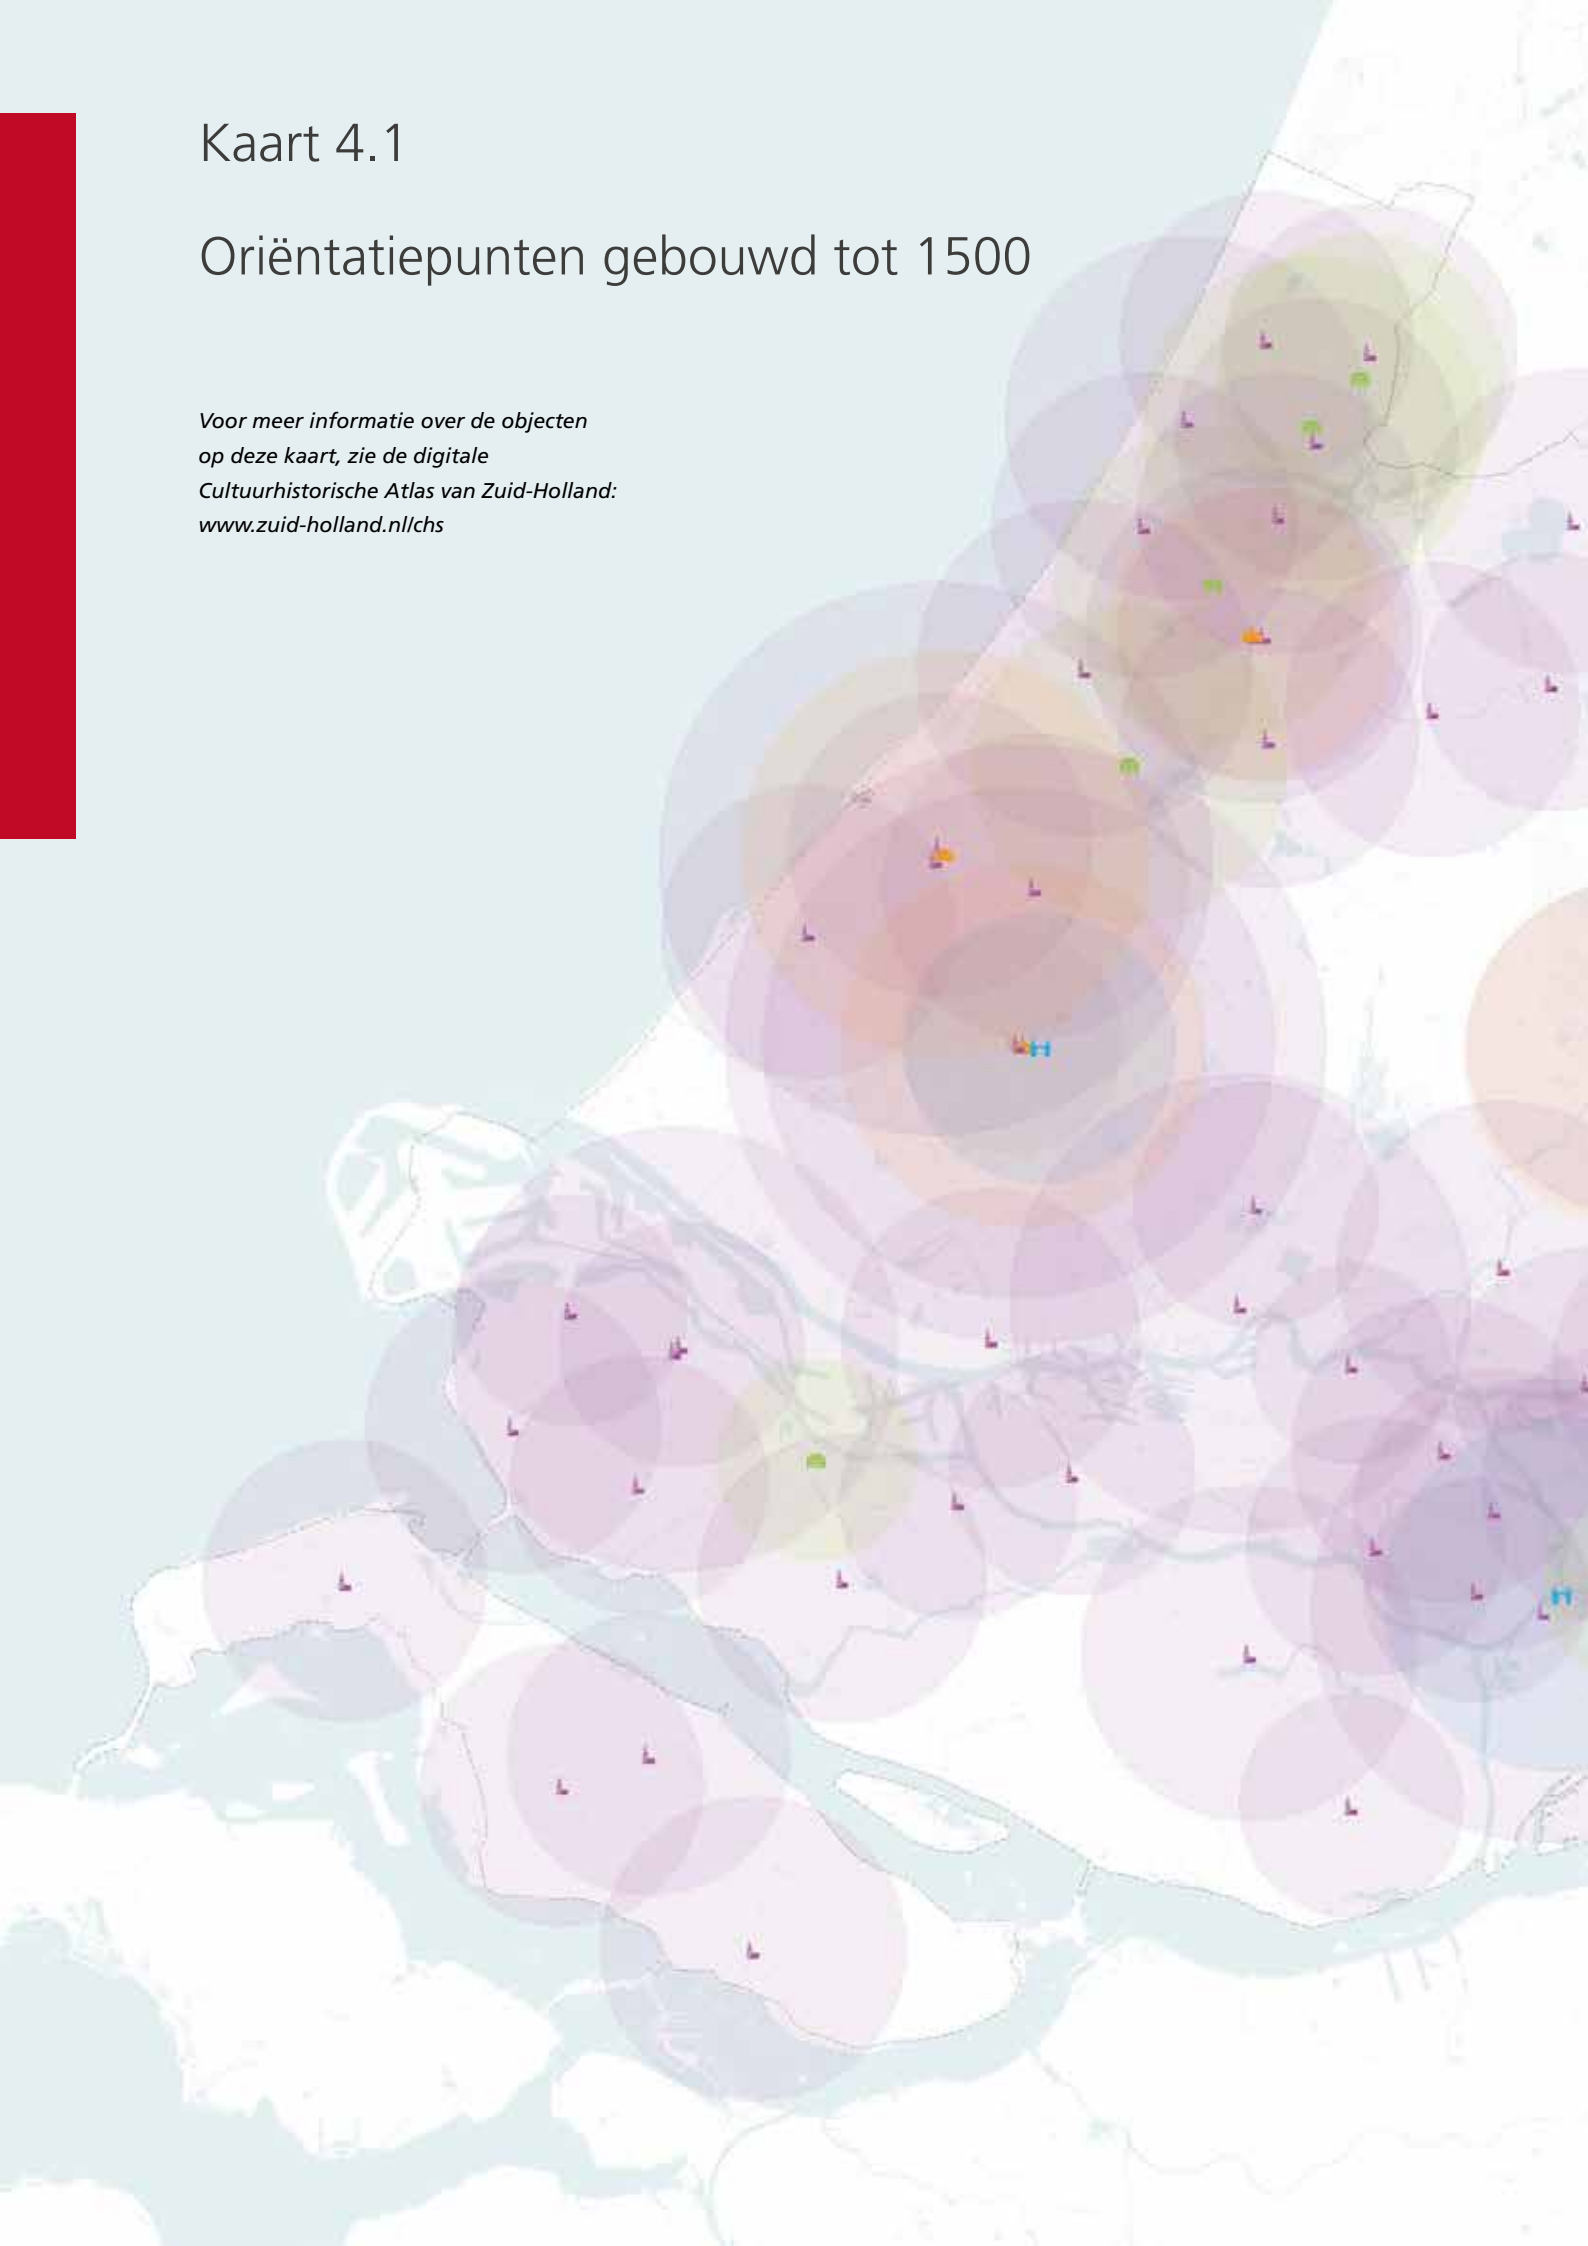 Kaart 4.1
Oriëntatiepunten gebouwd tot 1500
Voor meer informatie over de objecten
op deze kaart, zie de digitale
Cultuurhistorische Atlas van Zuid-Holland:
www.zuid-holland.nl/chs